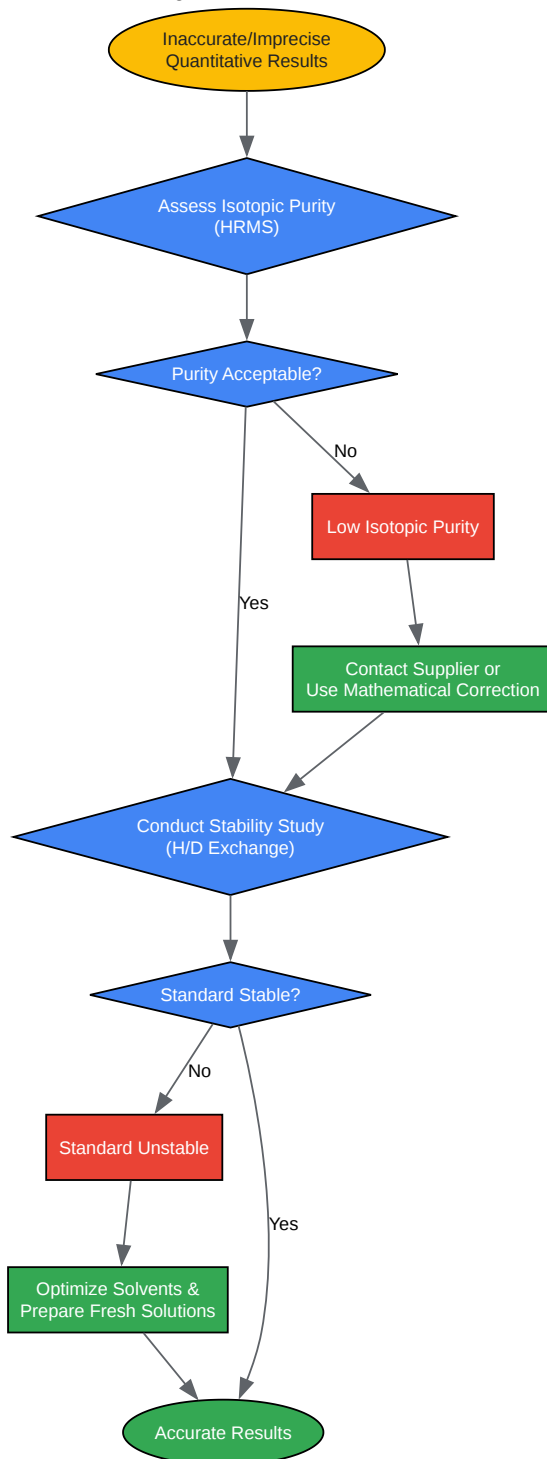 Inaccurate/Imprecise
Quantitative Results
Assess Isotopic Purity
(HRMS)
Purity Acceptable?
No
Low Isotopic Purity
Yes
Contact Supplier or
Use Mathematical Correction
Conduct Stability Study
(H/D Exchange)
Standard Stable?
No
Standard Unstable
Yes
Optimize Solvents &
Prepare Fresh Solutions
Accurate Results